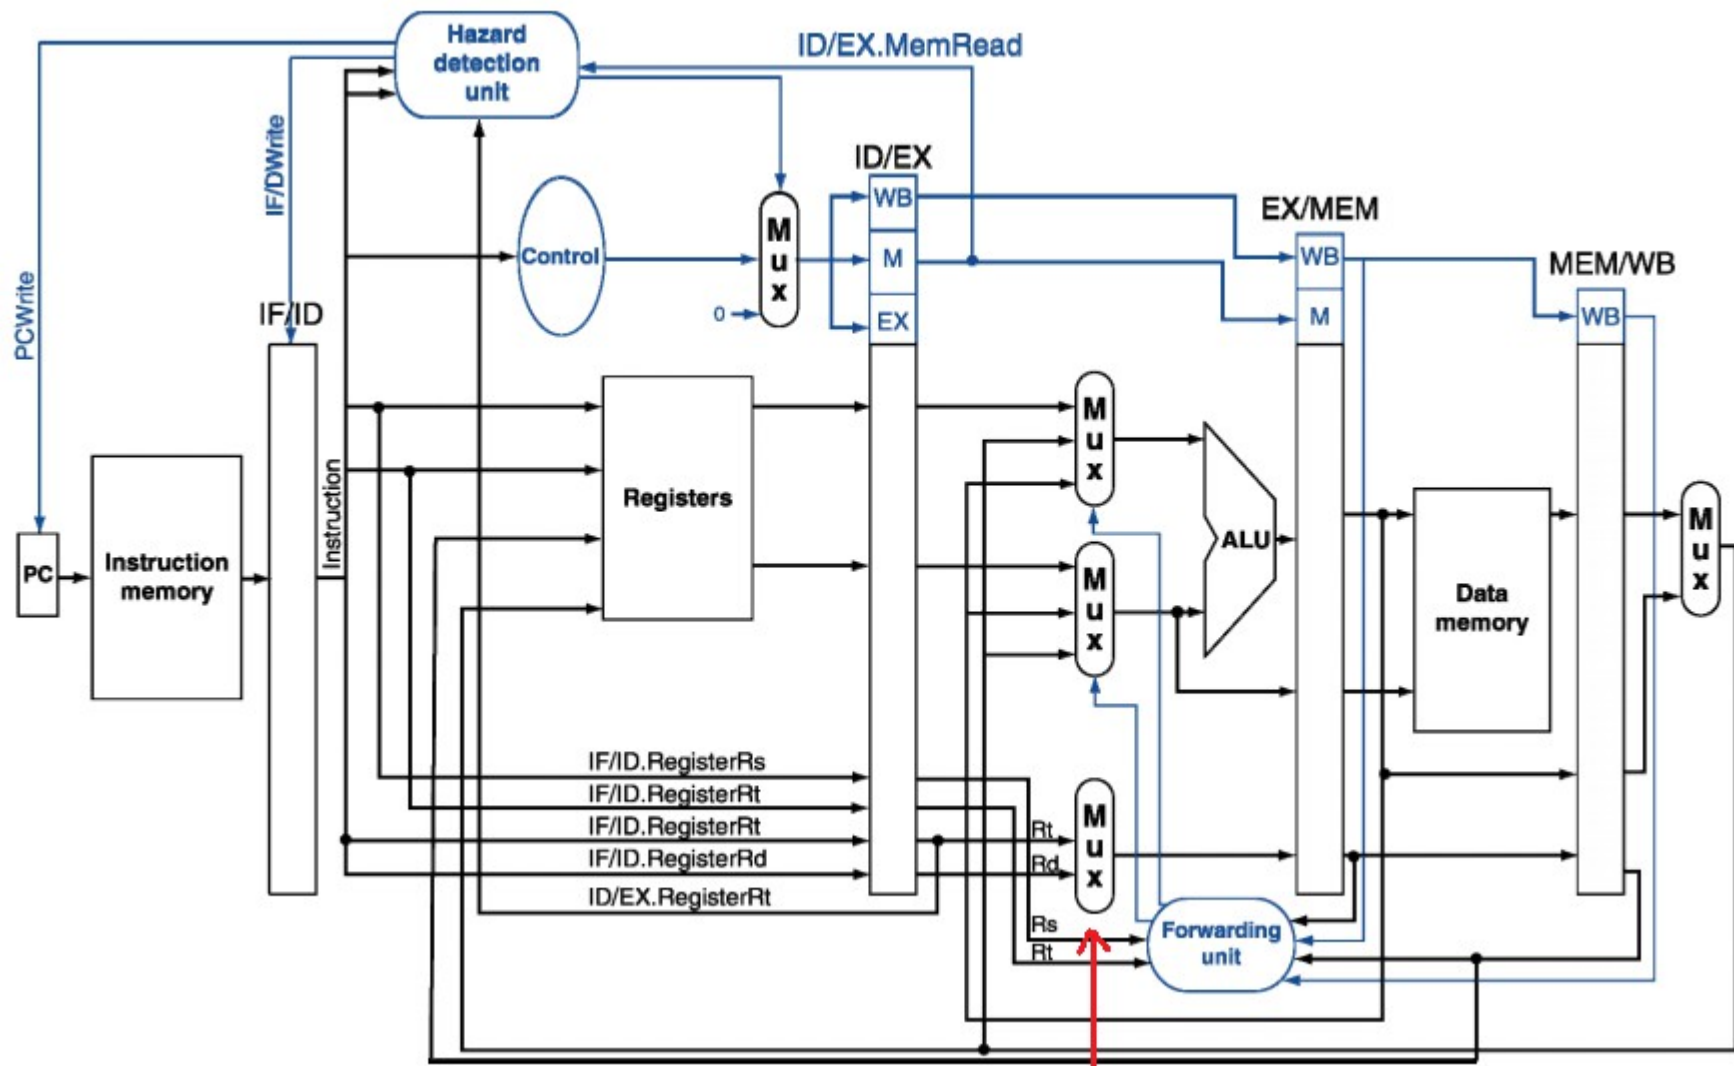 Hazard
detection
unit
ID/EX.MemRead
IF/DWrite
PCWrite
ID/EX
WB
M
EX
Control
M
u
x
0
EX/MEM
WB
M
MEM/WB
WB
IF/ID
PC
Instruction
memory
Instruction
Registers
M
u
x
M
u
x
ALU
Data
memory
M
u
x
IF/ID.RegisterRs
IF/ID.RegisterRt
IF/ID.RegisterRt
IF/ID.RegisterRd
ID/EX.RegisterRt
Rt
Rd
M
u
x
Rs
Rt
Forwarding
unit